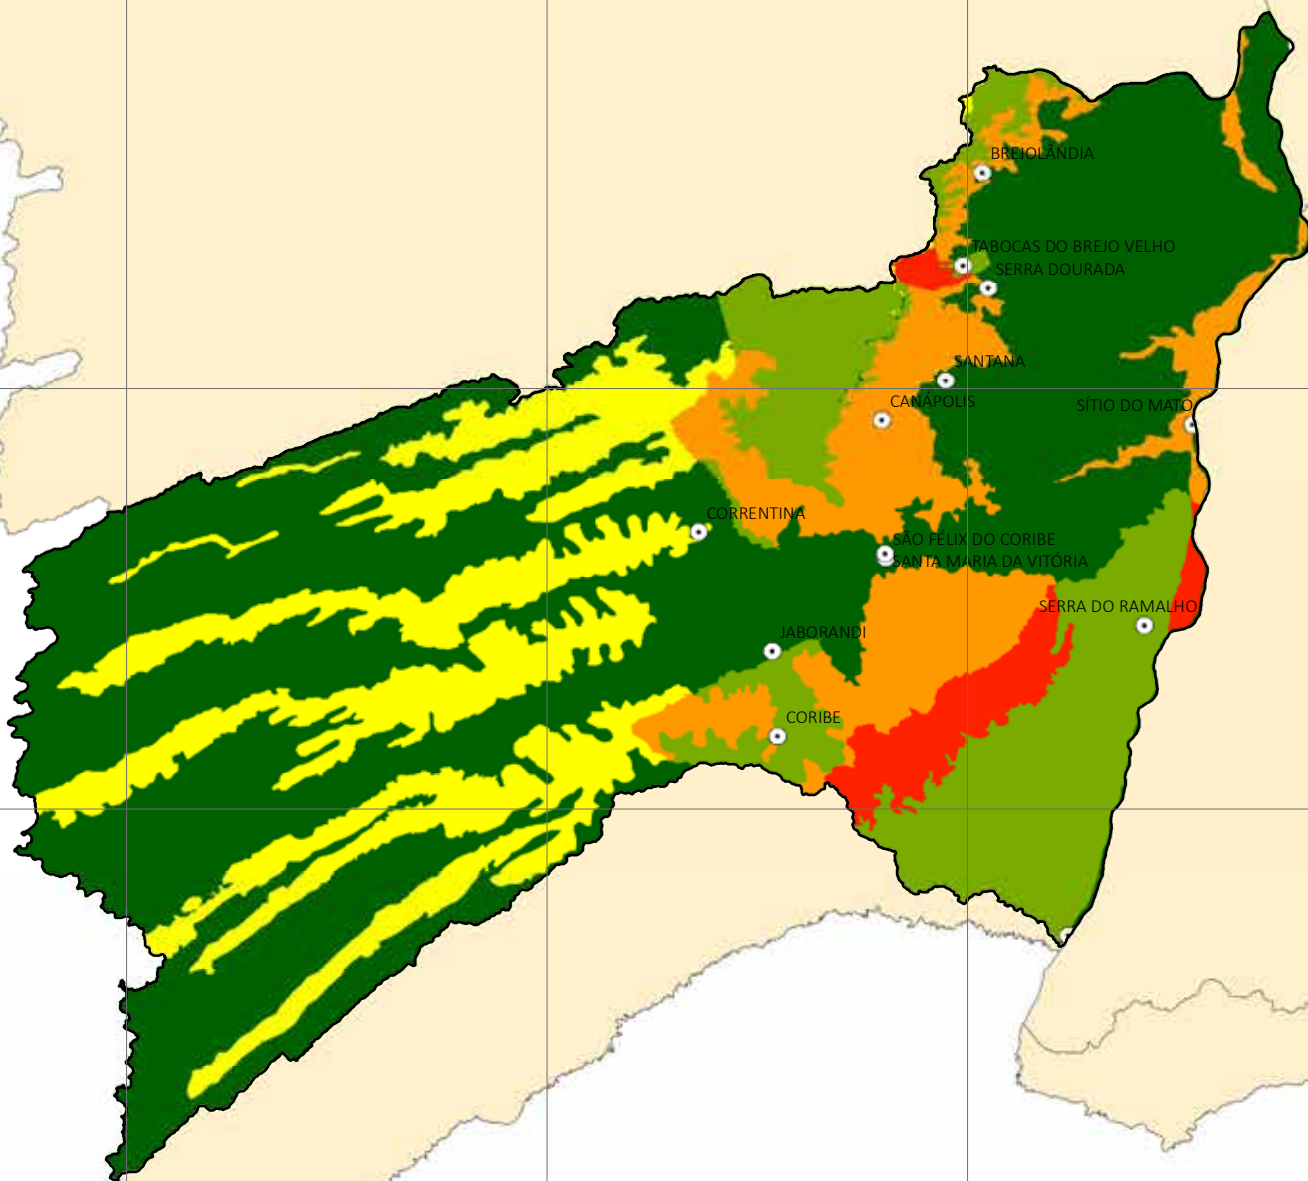 BREJOLÂNDIA
TABOCAS DO BREJO VELHO
SERRA DOURADA
SANTANA
CANÁPOLIS
SÍTIO DO MATO
CORRENTINA
SÃO FÉLIX DO CORIBE
SANTA MARIA DA VITÓRIA
SERRA DO RAMALHO
JABORANDI
CORIBE